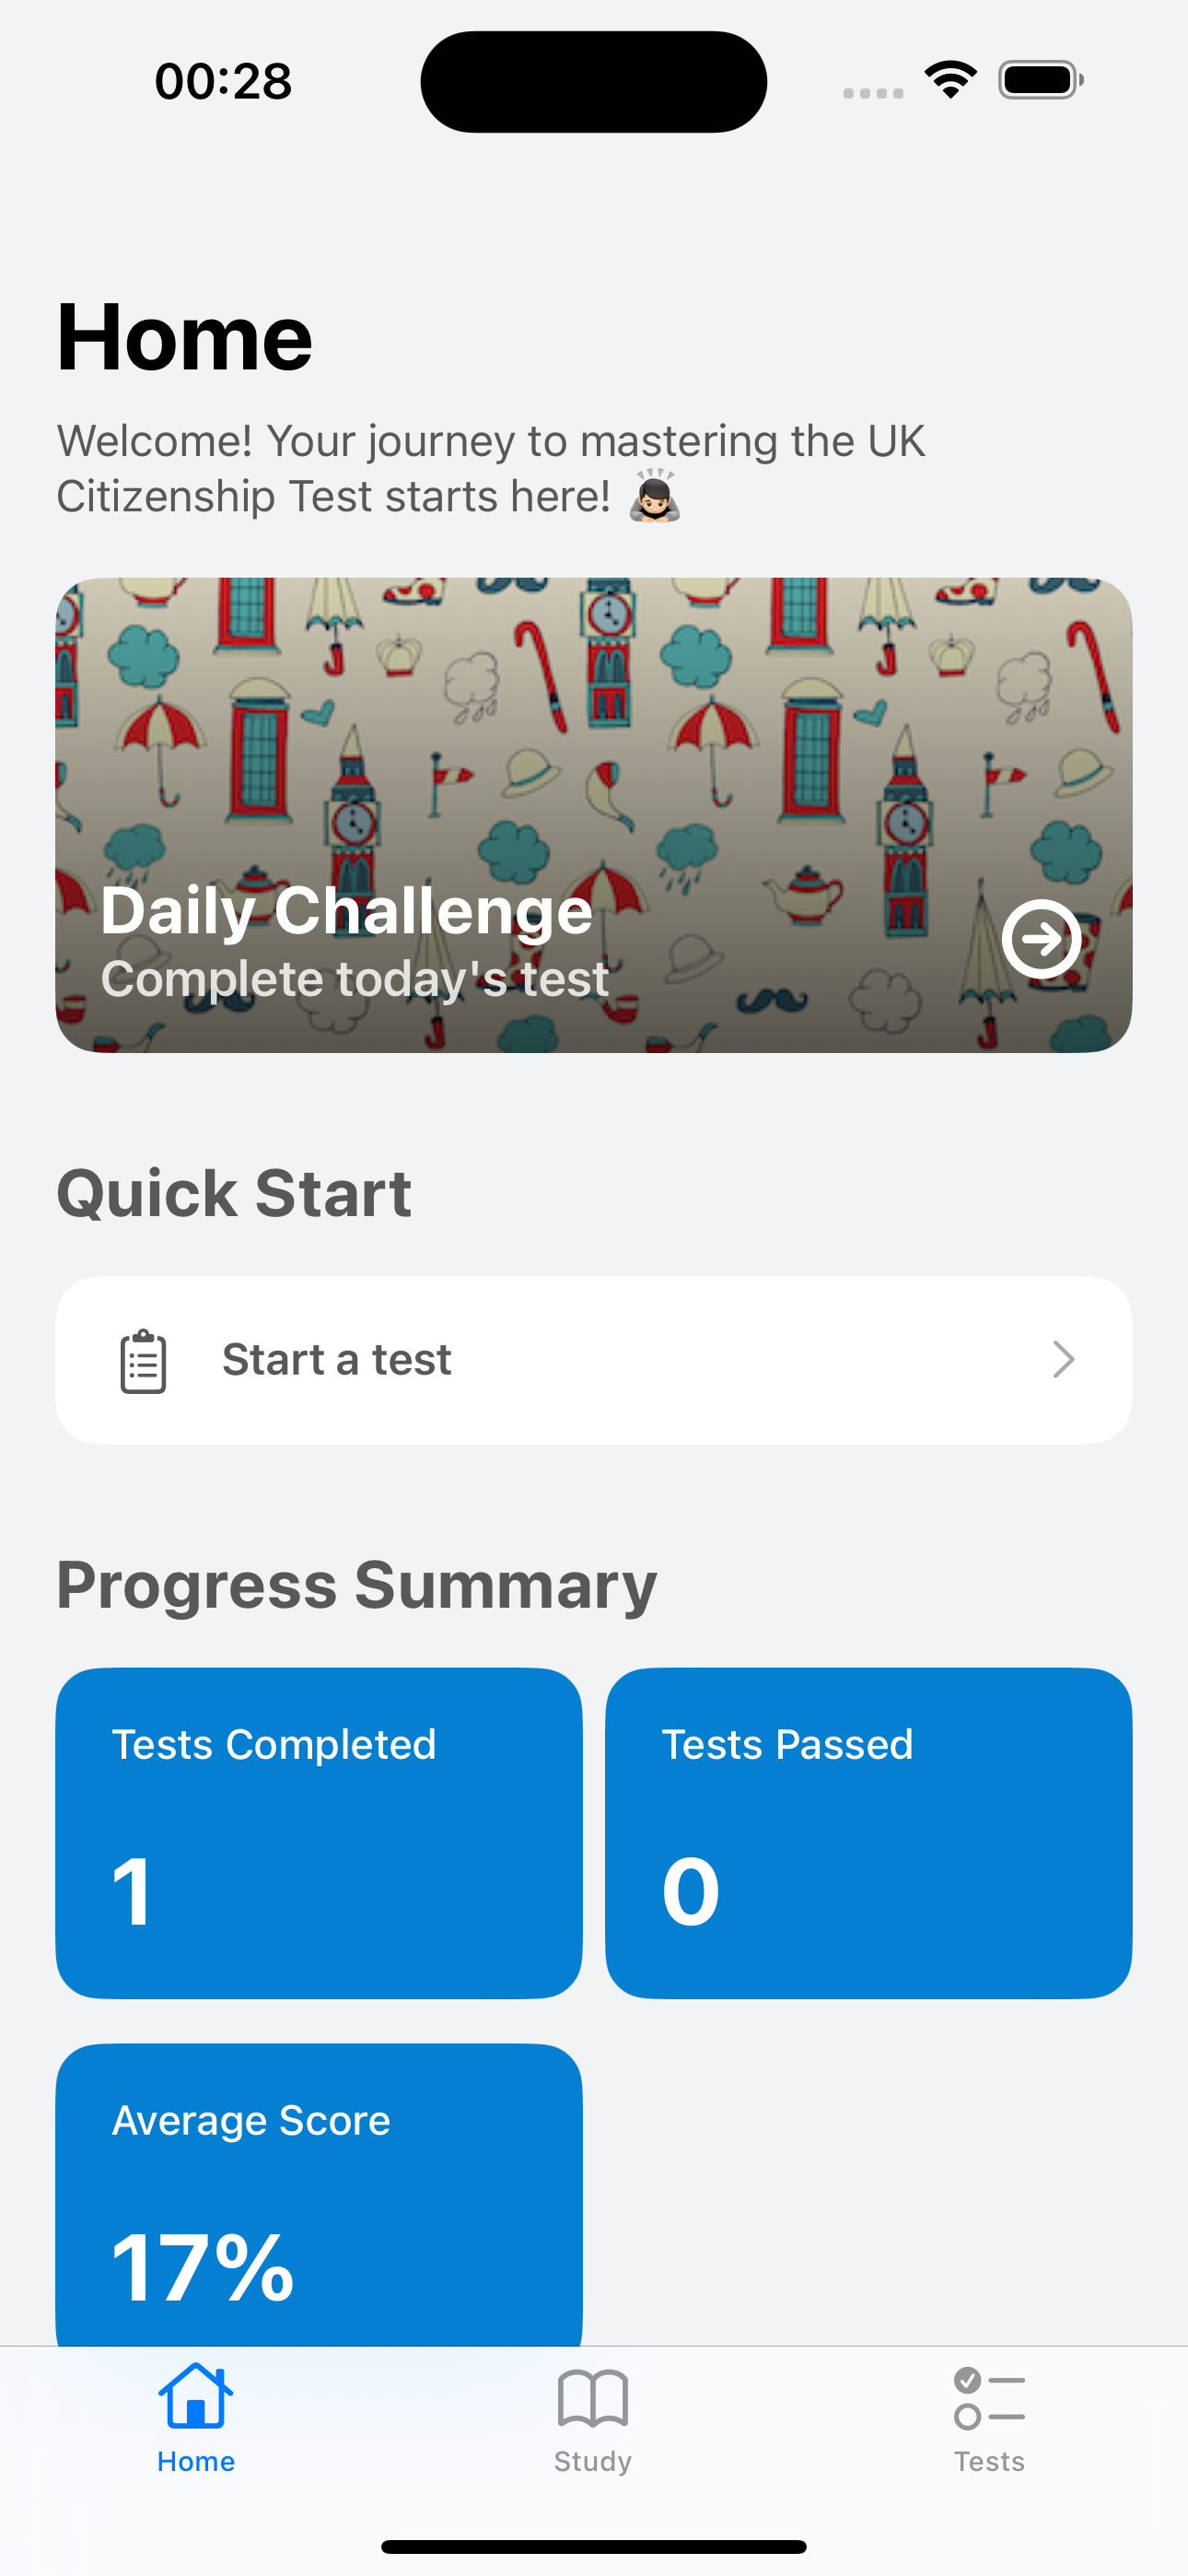 00:28
Home
Welcome! Your journey to mastering the UK
Citizenship Test starts here! 🙇🏻‍♂️
Daily Challenge
Complete today's test
Quick Start
Start a test
Progress Summary
Tests Completed
Tests Passed
1
0
Average Score
17%
Home
Study
Tests